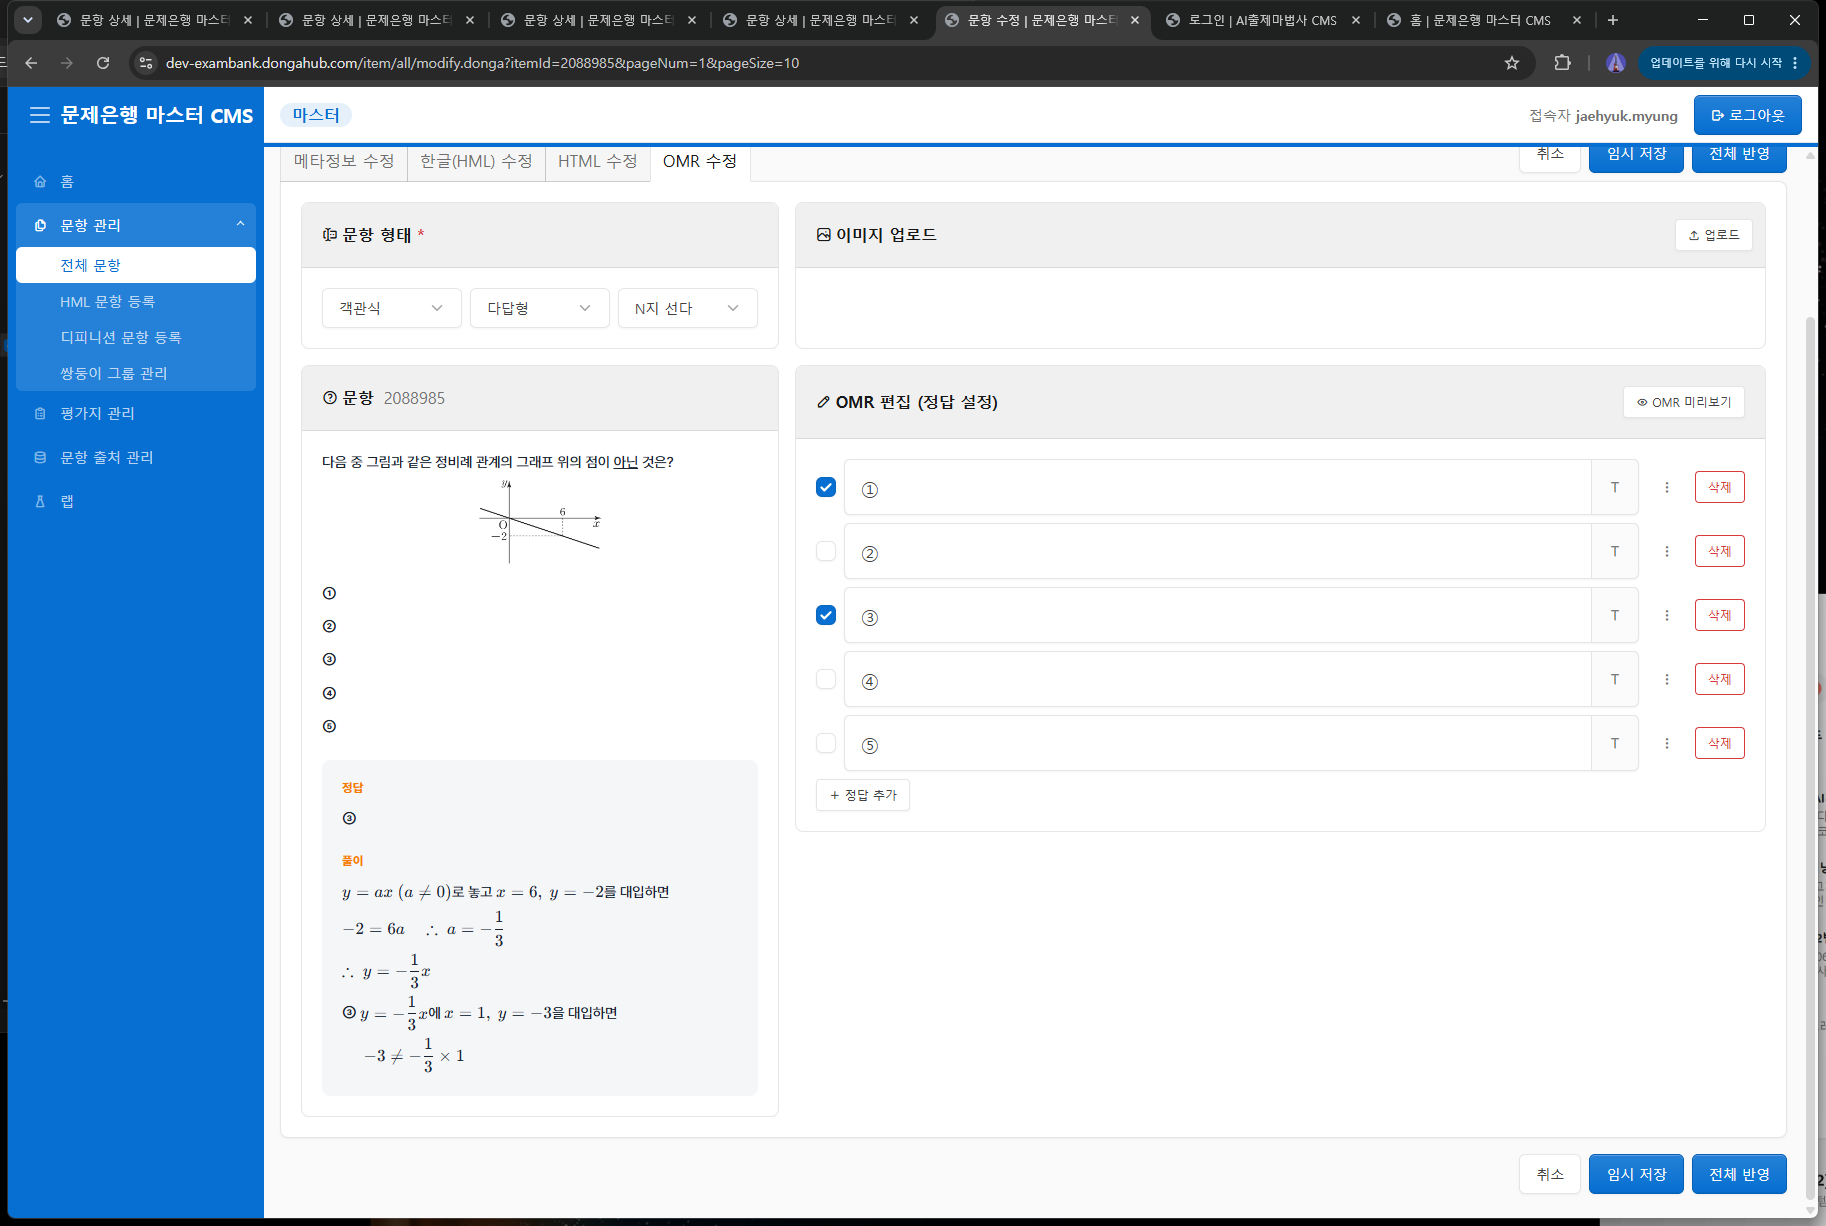 문항 상세 | 문제은행 마스터
문항 상세 | 문제은행 마스터
문항 상세 | 문제은행 마스터
문항 상세 | 문제은행 마스터
문항 수정 | 문제은행 마스터
로그인 | AI출제마법사 CMS
홈 | 문제은행 마스터 CMS
dev-exambank.dongahub.com/item/all/modify.donga?itemId=2088985&pageNum=1&pageSize=10
업데이트를 위해 다시 시작
문제은행 마스터 CMS
마스터
접속자 jaehyuk.myung
로그아웃
홈
문항 관리
전체 문항
HML 문항 등록
디피니션 문항 등록
쌍둥이 그룹 관리
평가지 관리
문항 출처 관리
랩
메타정보 수정
한글(HML) 수정
HTML 수정
OMR 수정
취소
임시 저장
전체 반영
문항 형태 *
객관식
다답형
N지 선다
이미지 업로드
업로드
문항 2088985
다음 중 그림과 같은 정비례 관계의 그래프 위의 점이 아닌 것은?
y
6
O
x
−2
①
②
③
④
⑤
정답
③
풀이
y = ax (a ≠ 0)로 놓고 x = 6, y = −2를 대입하면
−2 = 6a ∴ a = −1/3
∴ y = −1/3x
③ y = −1/3x에 x = 1, y = −3을 대입하면
−3 ≠ −1/3 × 1
OMR 편집 (정답 설정)
OMR 미리보기
① T 삭제
② T 삭제
③ T 삭제
④ T 삭제
⑤ T 삭제
+ 정답 추가
취소
임시 저장
전체 반영